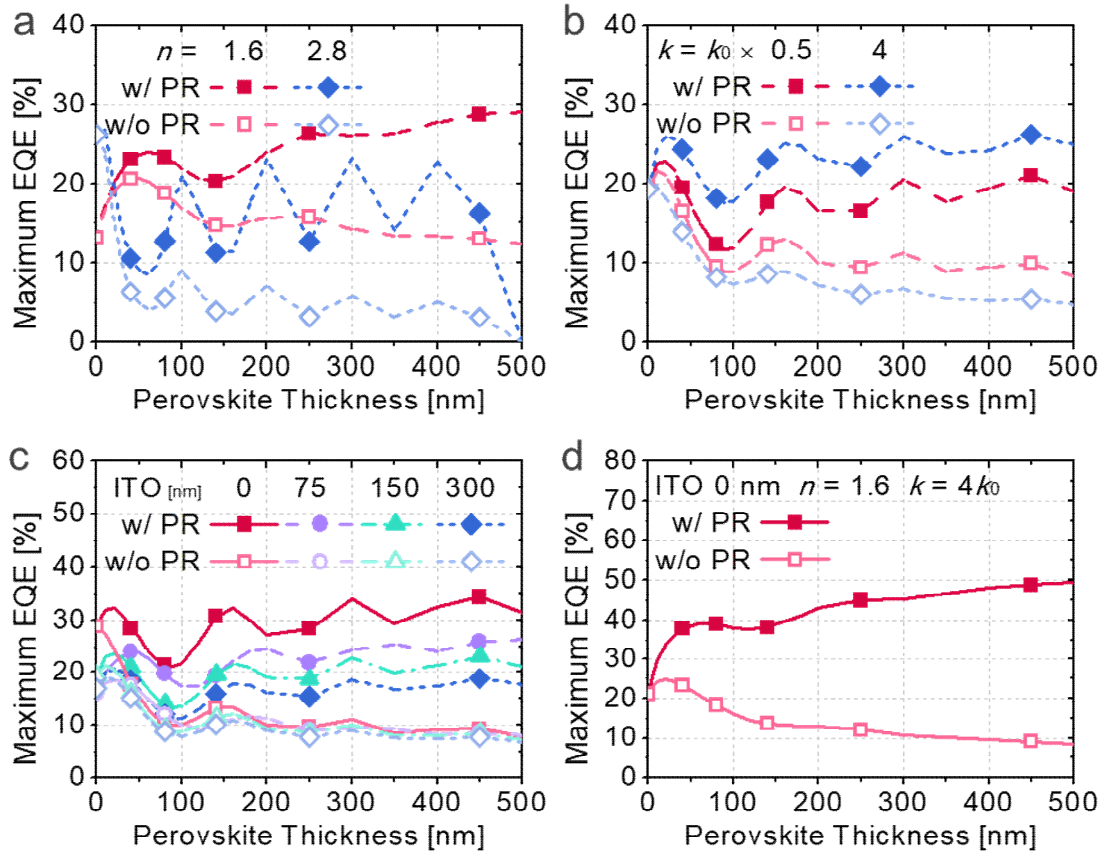 a
n = 1.6 2.8
w/ PR
w/o PR
40
30
20
10
0
Maximum EQE [%]
0 100 200 300 400 500
Perovskite Thickness [nm]
b
k = k₀ × 0.5 4
w/ PR
w/o PR
40
30
20
10
0
Maximum EQE [%]
0 100 200 300 400 500
Perovskite Thickness [nm]
c
ITO [nm] 0 75 150 300
w/ PR
w/o PR
60
50
40
30
20
10
0
Maximum EQE [%]
0 100 200 300 400 500
Perovskite Thickness [nm]
d
ITO 0 nm n = 1.6 k = 4k₀
w/ PR
w/o PR
80
70
60
50
40
30
20
10
0
Maximum EQE [%]
0 100 200 300 400 500
Perovskite Thickness [nm]